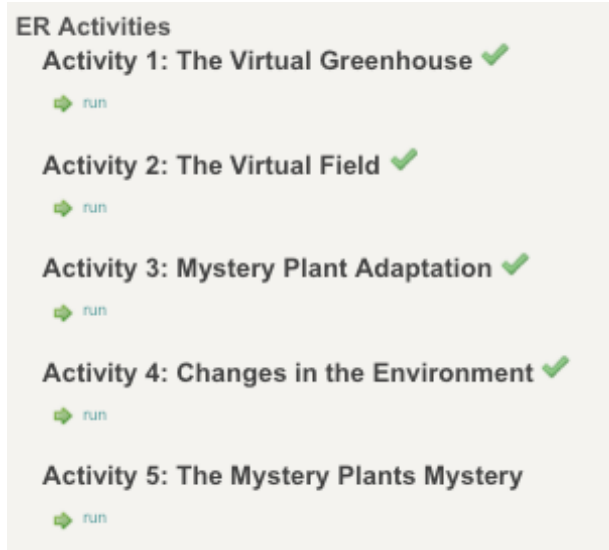 ER Activities
Activity 1: The Virtual Greenhouse
run
Activity 2: The Virtual Field
run
Activity 3: Mystery Plant Adaptation
run
Activity 4: Changes in the Environment
run
Activity 5: The Mystery Plants Mystery
run